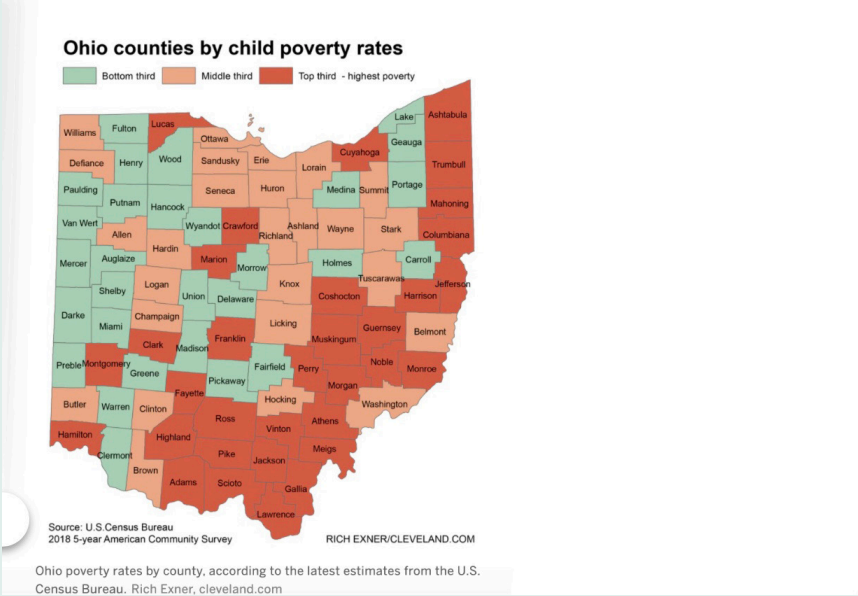 Ohio counties by child poverty rates
Bottom third Middle third Top third - highest poverty
Lake Ashtabula
Williams Fulton Lucas Ottawa Geauga
Defiance Henry Wood Sandusky Erie Lorain Cuyahoga Trumbull
Paulding Seneca Huron Medina Summit Portage
Putnam Hancock Mahoning
Van Wert Allen Wyandot Crawford Richland Ashland Wayne Stark Columbiana
Mercer Auglaize Hardin Marion Morrow Holmes Carroll
Shelby Logan Union Delaware Knox Coshocton Tuscarawas Harrison Jefferson
Darke Miami Champaign Licking Guernsey Belmont
Clark Madison Franklin Muskingum
Preble Montgomery Greene Pickaway Fairfield Perry Noble Monroe
Fayette Morgan
Butler Warren Clinton Hocking Washington
Hamilton Highland Ross Vinton Athens
Clermont Brown Pike Jackson Meigs
Adams Scioto Gallia
Lawrence
Source: U.S.Census Bureau
2018 5-year American Community Survey RICH EXNER/CLEVELAND.COM
Ohio poverty rates by county, according to the latest estimates from the U.S.
Census Bureau. Rich Exner, cleveland.com